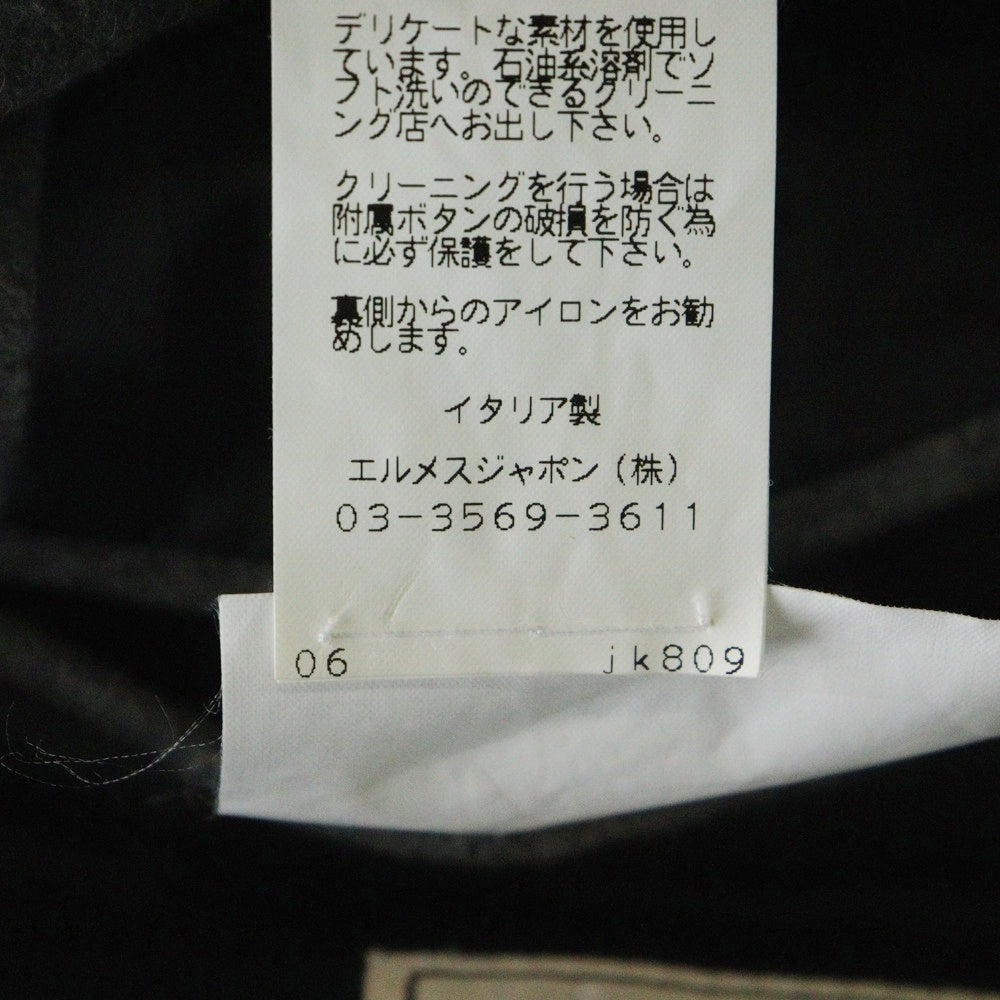 デリケートな素材を使用し
ています。石油系溶剤でソ
フト洗いのできるクリーニ
ング店へお出し下さい。
クリーニングを行う場合は
附属ボタンの破損を防ぐ為
に必ず保護をして下さい。
裏側からのアイロンをお勧
めします。
イタリア製
エルメスジャポン(株)
03-3569-3611
06 jk809